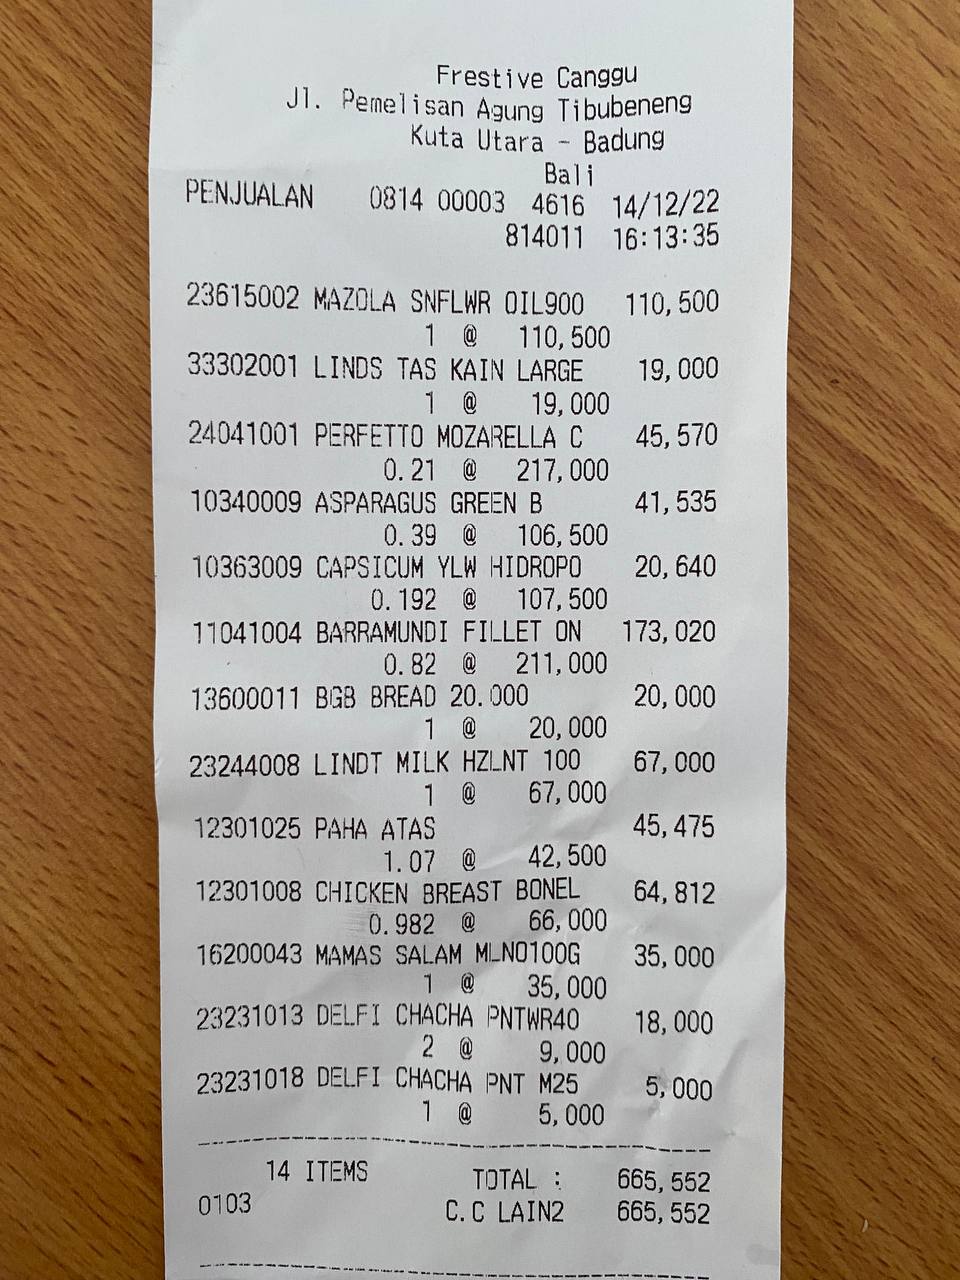 Frestive Canggu
Jl. Pemelisan Agung Tibubeneng
Kuta Utara - Badung
Bali
PENJUALAN 0814 00003 4616 14/12/22
814011 16:13:35
23615002 MAZOLA SNFLWR OIL900 110,500
1 @ 110,500
33302001 LINDS TAS KAIN LARGE 19,000
1 @ 19,000
24041001 PERFETTO MOZARELLA C 45,570
0.21 @ 217,000
10340009 ASPARAGUS GREEN B 41,535
0.39 @ 106,500
10363009 CAPSICUM YLW HIDROPO 20,640
0.192 @ 107,500
11041004 BARRAMUNDI FILLET ON 173,020
0.82 @ 211,000
13600011 BGB BREAD 20.000 20,000
1 @ 20,000
23244008 LINDT MILK HZLNT 100 67,000
1 @ 67,000
12301025 PAHA ATAS 45,475
1.07 @ 42,500
12301008 CHICKEN BREAST BONEL 64,812
0.982 @ 66,000
16200043 MAMAS SALAM MLNO100G 35,000
1 @ 35,000
23231013 DELFI CHACHA PNTWR40 18,000
2 @ 9,000
23231018 DELFI CHACHA PNT M25 5,000
1 @ 5,000
14 ITEMS TOTAL : 665,552
0103 C.C LAIN2 665,552